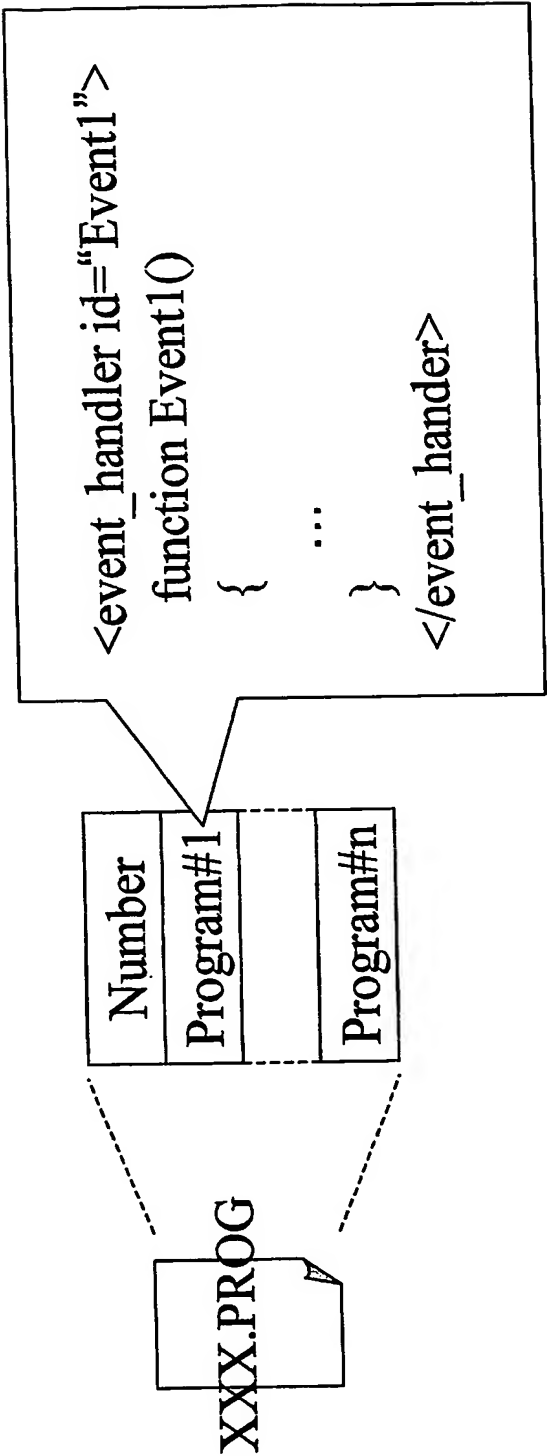 XXX.PROG
Number
Program#1
Program#n
<event_handler id=“Event1”>
function Event1()
{
...
}
</event_hander>